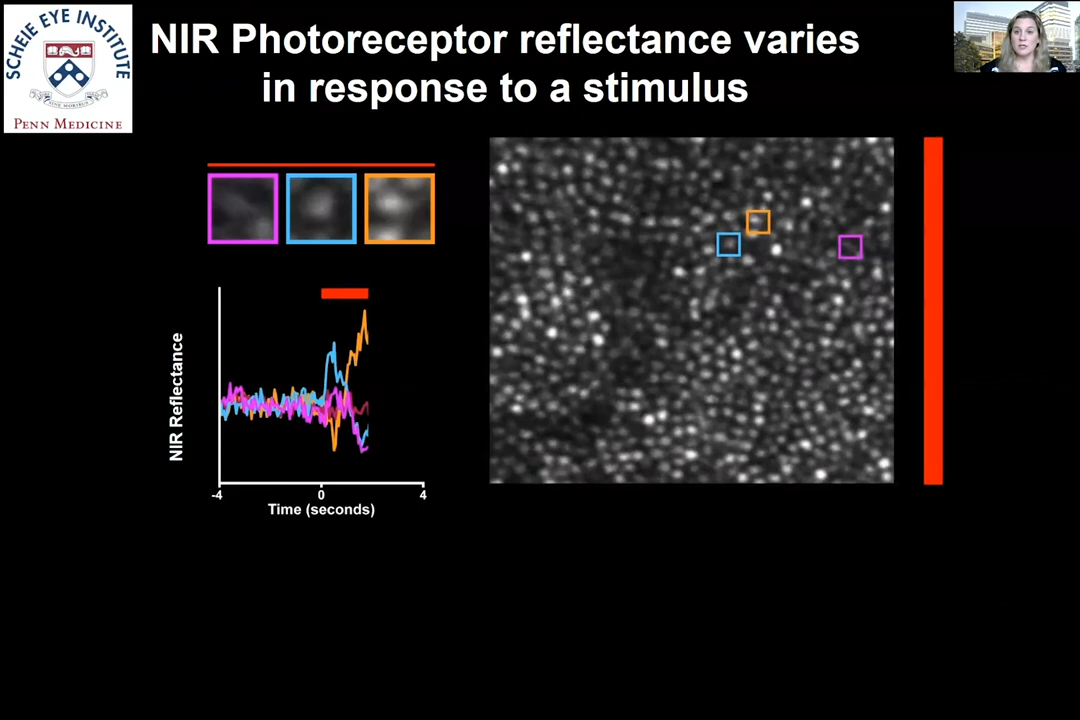 SCHEIE EYE INSTITUTE
PENN MEDICINE
NIR Photoreceptor reflectance varies
in response to a stimulus
NIR Reflectance
-4
0
4
Time (seconds)